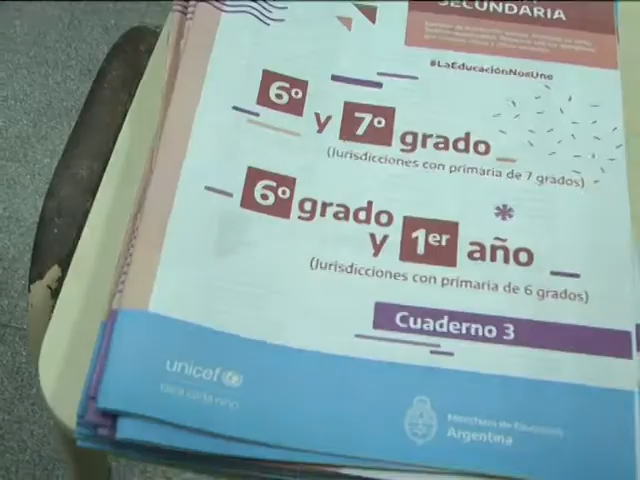 SECUNDARIA
#LaEducaciónNosUne
6º y 7º grado
(Jurisdicciones con primaria de 7 grados)
6º grado
y 1er año
(Jurisdicciones con primaria de 6 grados)
Cuaderno 3
unicef
para cada niño
Ministerio de Educación
Argentina